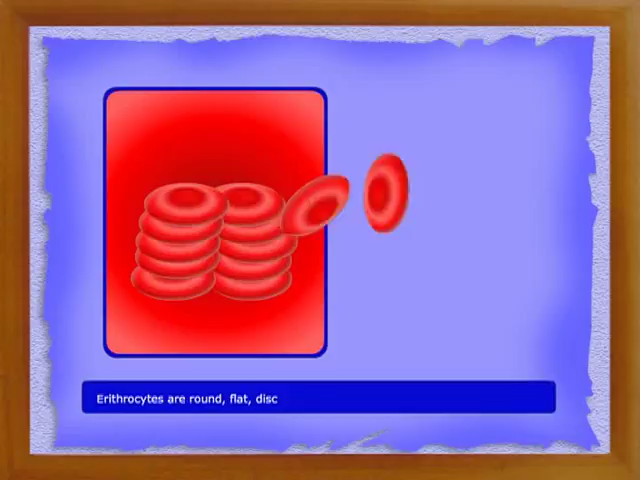 Erithrocytes are round, flat, disc